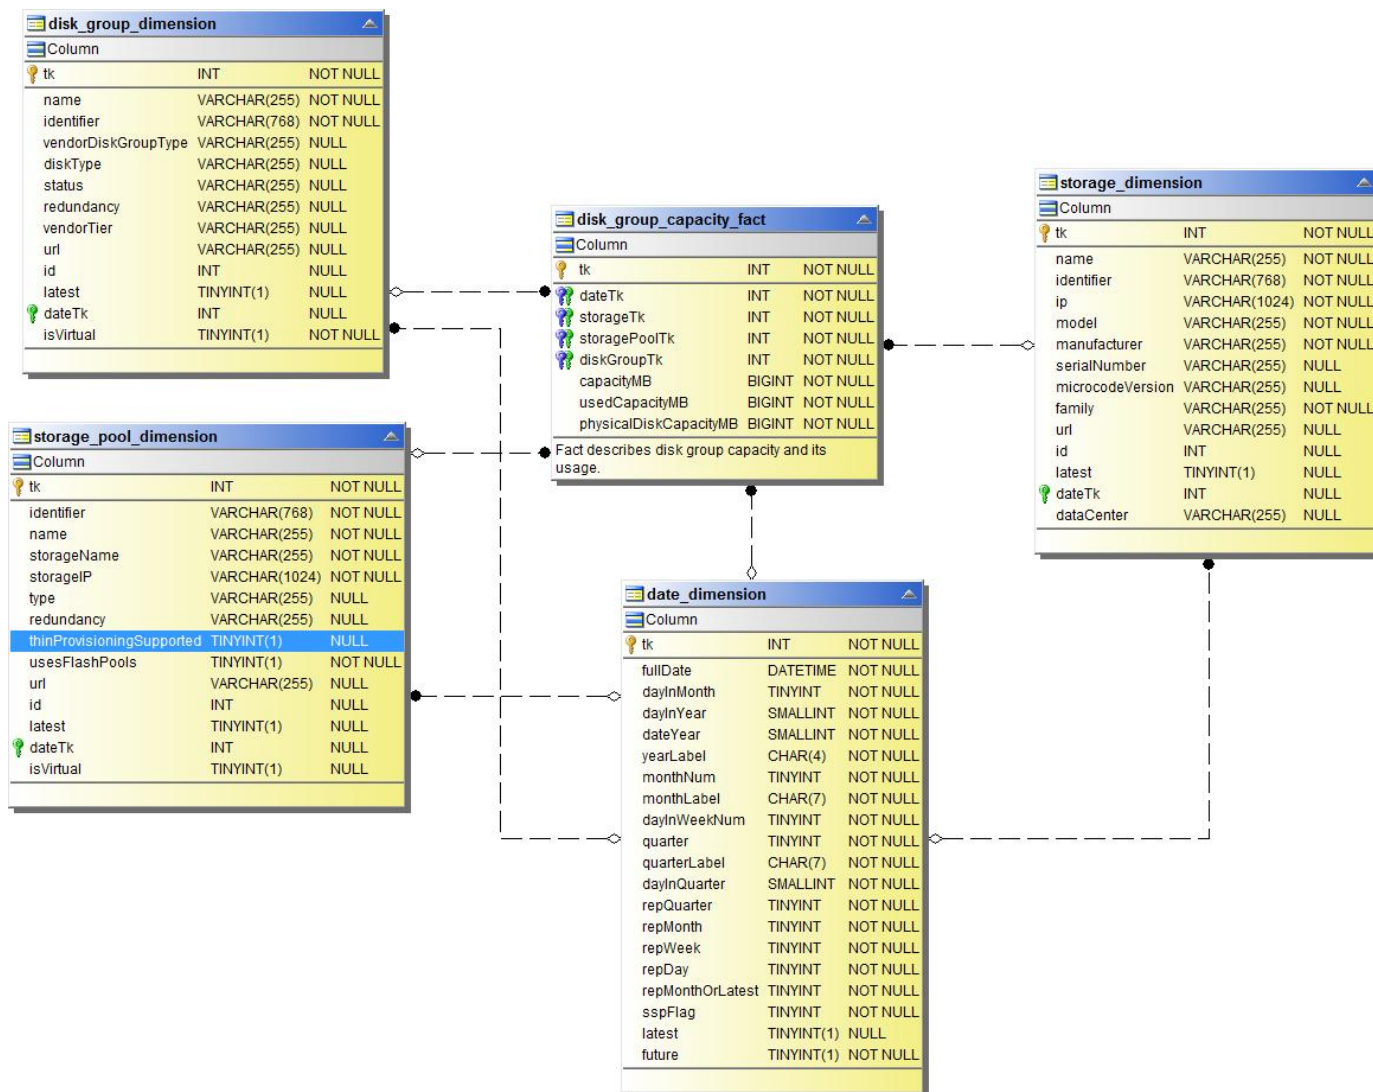 disk_group_dimension
Column
tk INT NOT NULL
name VARCHAR(255) NOT NULL
identifier VARCHAR(768) NOT NULL
vendorDiskGroupType VARCHAR(255) NULL
diskType VARCHAR(255) NULL
status VARCHAR(255) NULL
redundancy VARCHAR(255) NULL
vendorTier VARCHAR(255) NULL
url VARCHAR(255) NULL
id INT NULL
latest TINYINT(1) NULL
dateTk INT NULL
isVirtual TINYINT(1) NOT NULL
storage_dimension
Column
tk INT NOT NULL
name VARCHAR(255) NOT NULL
identifier VARCHAR(768) NOT NULL
ip VARCHAR(1024) NOT NULL
model VARCHAR(255) NOT NULL
manufacturer VARCHAR(255) NOT NULL
serialNumber VARCHAR(255) NULL
microcodeVersion VARCHAR(255) NULL
family VARCHAR(255) NOT NULL
url VARCHAR(255) NULL
id INT NULL
latest TINYINT(1) NULL
dateTk INT NULL
dataCenter VARCHAR(255) NULL
disk_group_capacity_fact
Column
tk INT NOT NULL
dateTk INT NOT NULL
storageTk INT NOT NULL
storagePoolTk INT NOT NULL
diskGroupTk INT NOT NULL
capacityMB BIGINT NOT NULL
usedCapacityMB BIGINT NOT NULL
physicalDiskCapacityMB BIGINT NOT NULL
Fact describes disk group capacity and its
usage.
storage_pool_dimension
Column
tk INT NOT NULL
identifier VARCHAR(768) NOT NULL
name VARCHAR(255) NOT NULL
storageName VARCHAR(255) NOT NULL
storageIP VARCHAR(1024) NOT NULL
type VARCHAR(255) NULL
redundancy VARCHAR(255) NULL
thinProvisioningSupported TINYINT(1) NULL
usesFlashPools TINYINT(1) NOT NULL
url VARCHAR(255) NULL
id INT NULL
latest TINYINT(1) NULL
dateTk INT NULL
isVirtual TINYINT(1) NULL
date_dimension
Column
tk INT NOT NULL
fullDate DATETIME NOT NULL
dayInMonth TINYINT NOT NULL
dayInYear SMALLINT NOT NULL
dateYear SMALLINT NOT NULL
yearLabel CHAR(4) NOT NULL
monthNum TINYINT NOT NULL
monthLabel CHAR(7) NOT NULL
dayInWeekNum TINYINT NOT NULL
quarter TINYINT NOT NULL
quarterLabel CHAR(7) NOT NULL
dayInQuarter SMALLINT NOT NULL
repQuarter TINYINT NOT NULL
repMonth TINYINT NOT NULL
repWeek TINYINT NOT NULL
repDay TINYINT NOT NULL
repMonthOrLatest TINYINT NOT NULL
sspFlag TINYINT NOT NULL
latest TINYINT(1) NULL
future TINYINT(1) NOT NULL